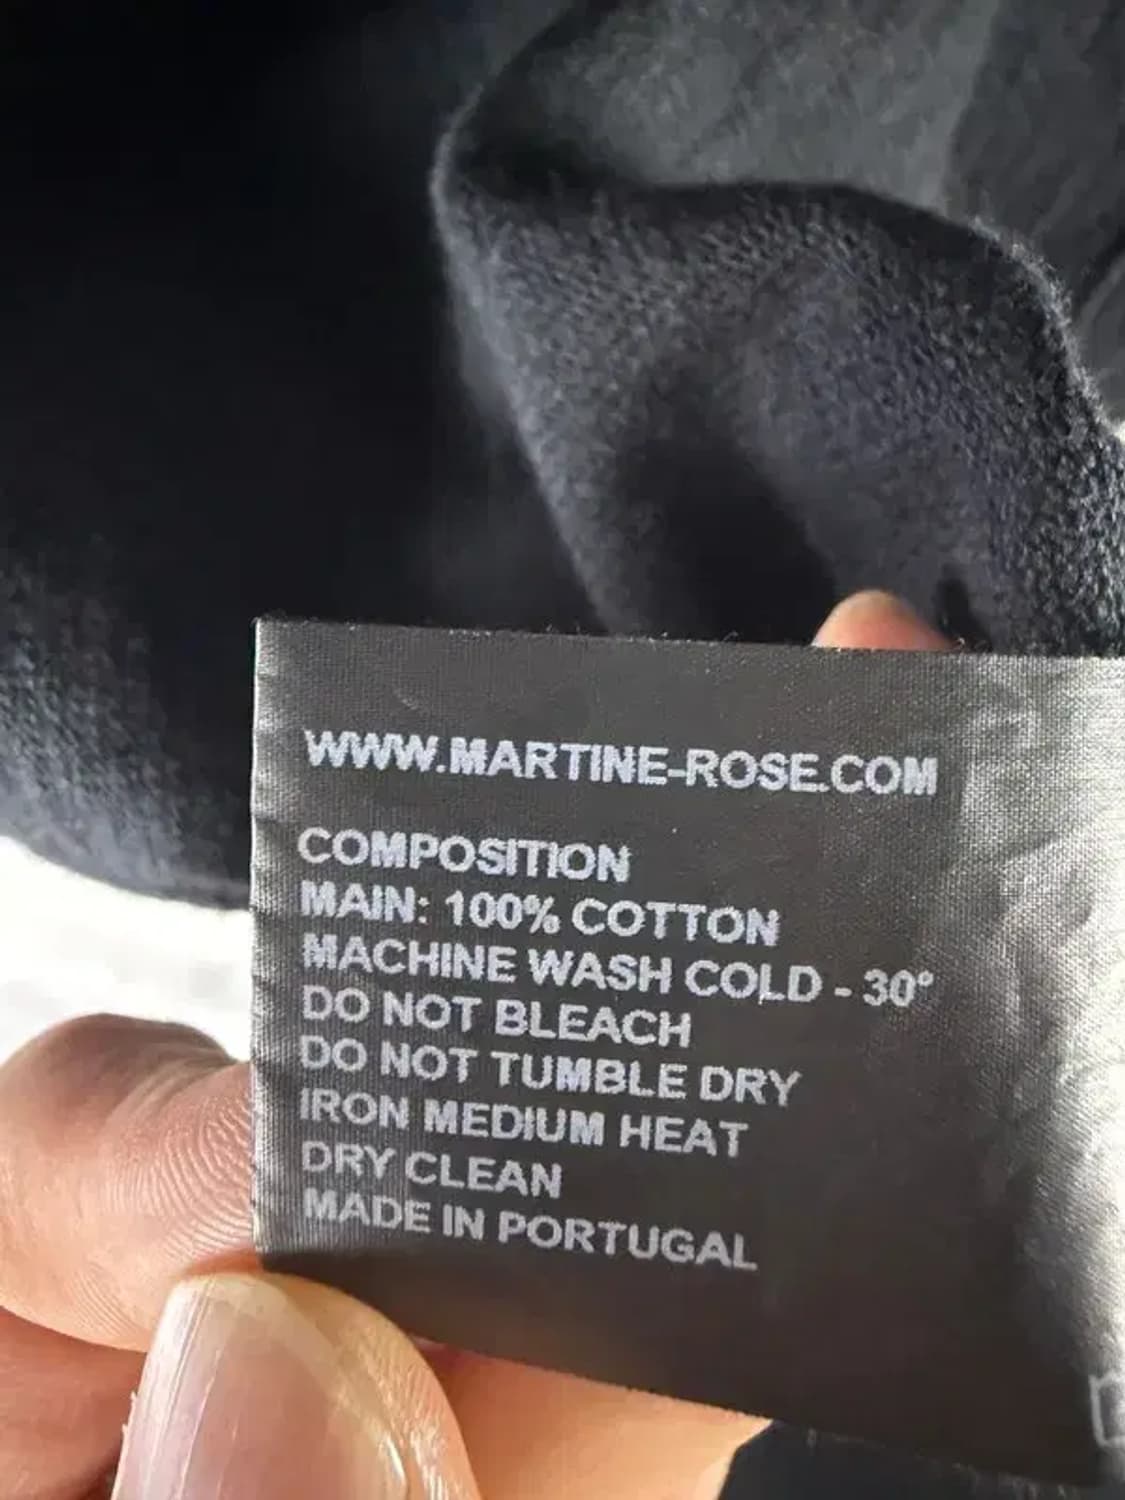 WWW.MARTINE-ROSE.COM
COMPOSITION
MAIN: 100% COTTON
MACHINE WASH COLD - 30°
DO NOT BLEACH
DO NOT TUMBLE DRY
IRON MEDIUM HEAT
DRY CLEAN
MADE IN PORTUGAL